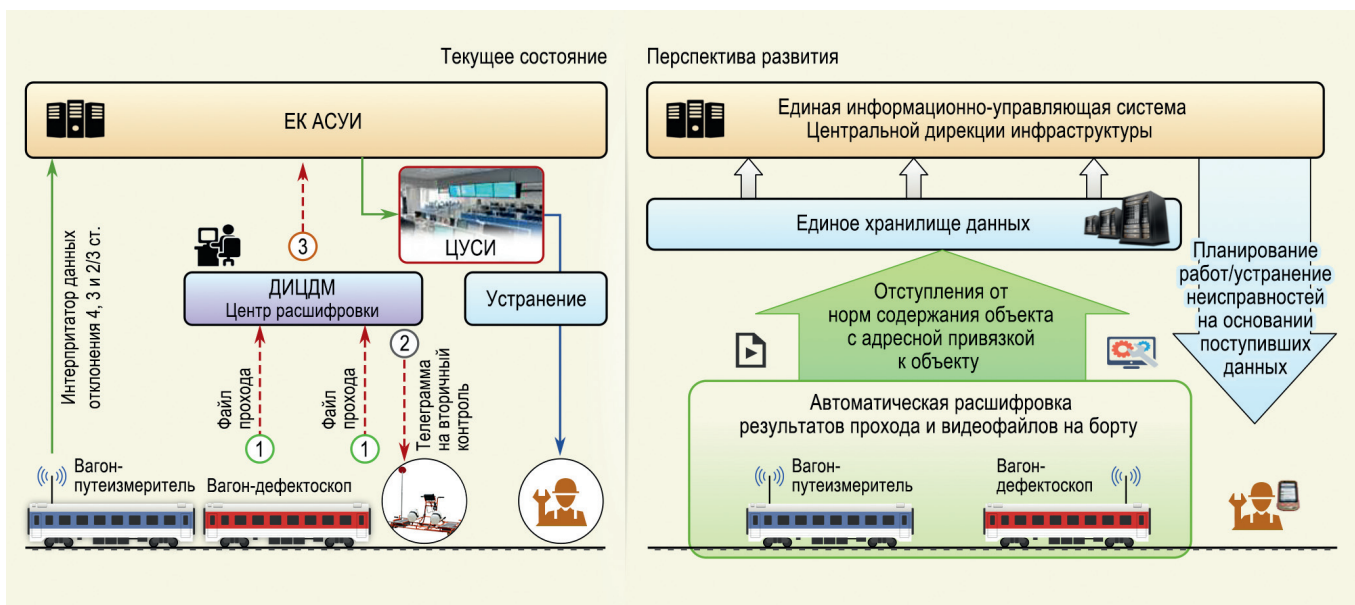 Текущее состояние
ЕК АСУИ
ЦУСИ
3
ДИЦДМ
Центр расшифровки
Устранение
Интерпритатор данных
отклонения 4, 3 и 2/3 ст.
Файл
прохода
1
Файл
прохода
1
2
Телеграмма
на вторичный
контроль
Вагон-
путеизмеритель
Вагон-дефектоскоп
Перспектива развития
Единая информационно-управляющая система
Центральной дирекции инфраструктуры
Единое хранилище данных
Отступления от
норм содержания объекта
с адресной привязкой
к объекту
Планирование
работ/устранение
неисправностей
на основании
поступивших
данных
Автоматическая расшифровка
результатов прохода и видеофайлов на борту
Вагон-
путеизмеритель
Вагон-
дефектоскоп